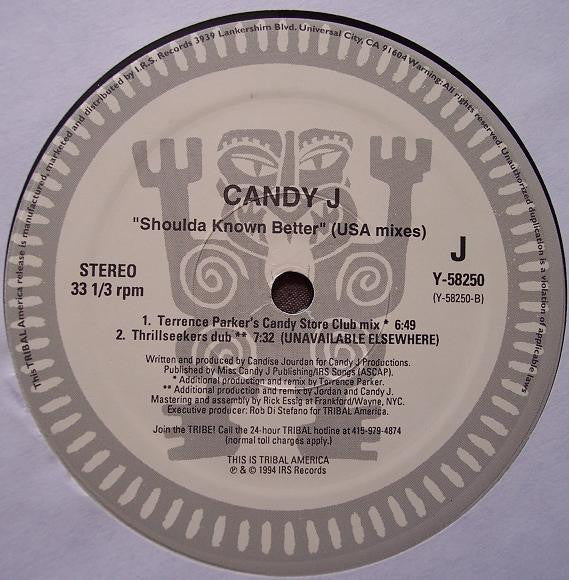 This TRIBAL America release is manufactured, marketed and distributed by I.R.S. Records 3939 Lankershim Blvd. Universal City, CA 91604 Warning: All rights reserved. Unauthorized duplication is a violation of applicable laws
CANDY J
"Shoulda Known Better" (USA mixes)
J
STEREO
33 1/3 rpm
Y-58250
(Y-58250-B)
1. Terrence Parker's Candy Store Club mix * 6:49
2. Thrillseekers dub ** 7:32 (UNAVAILABLE ELSEWHERE)
Written and produced by Candise Jourdan for Candy J Productions.
Published by Miss Candy J Publishing/IRS Songs (ASCAP).
* Additional production and remix by Terrence Parker.
** Additional production and remix by Jordan and Candy J.
Mastering and assembly by Rick Essig at Frankford/Wayne, NYC.
Executive producer: Rob Di Stefano for TRIBAL America.
Join the TRIBE! Call the 24-hour TRIBAL hotline at 415-979-4874
(normal toll charges apply.)
THIS IS TRIBAL AMERICA
℗ & © 1994 IRS Records